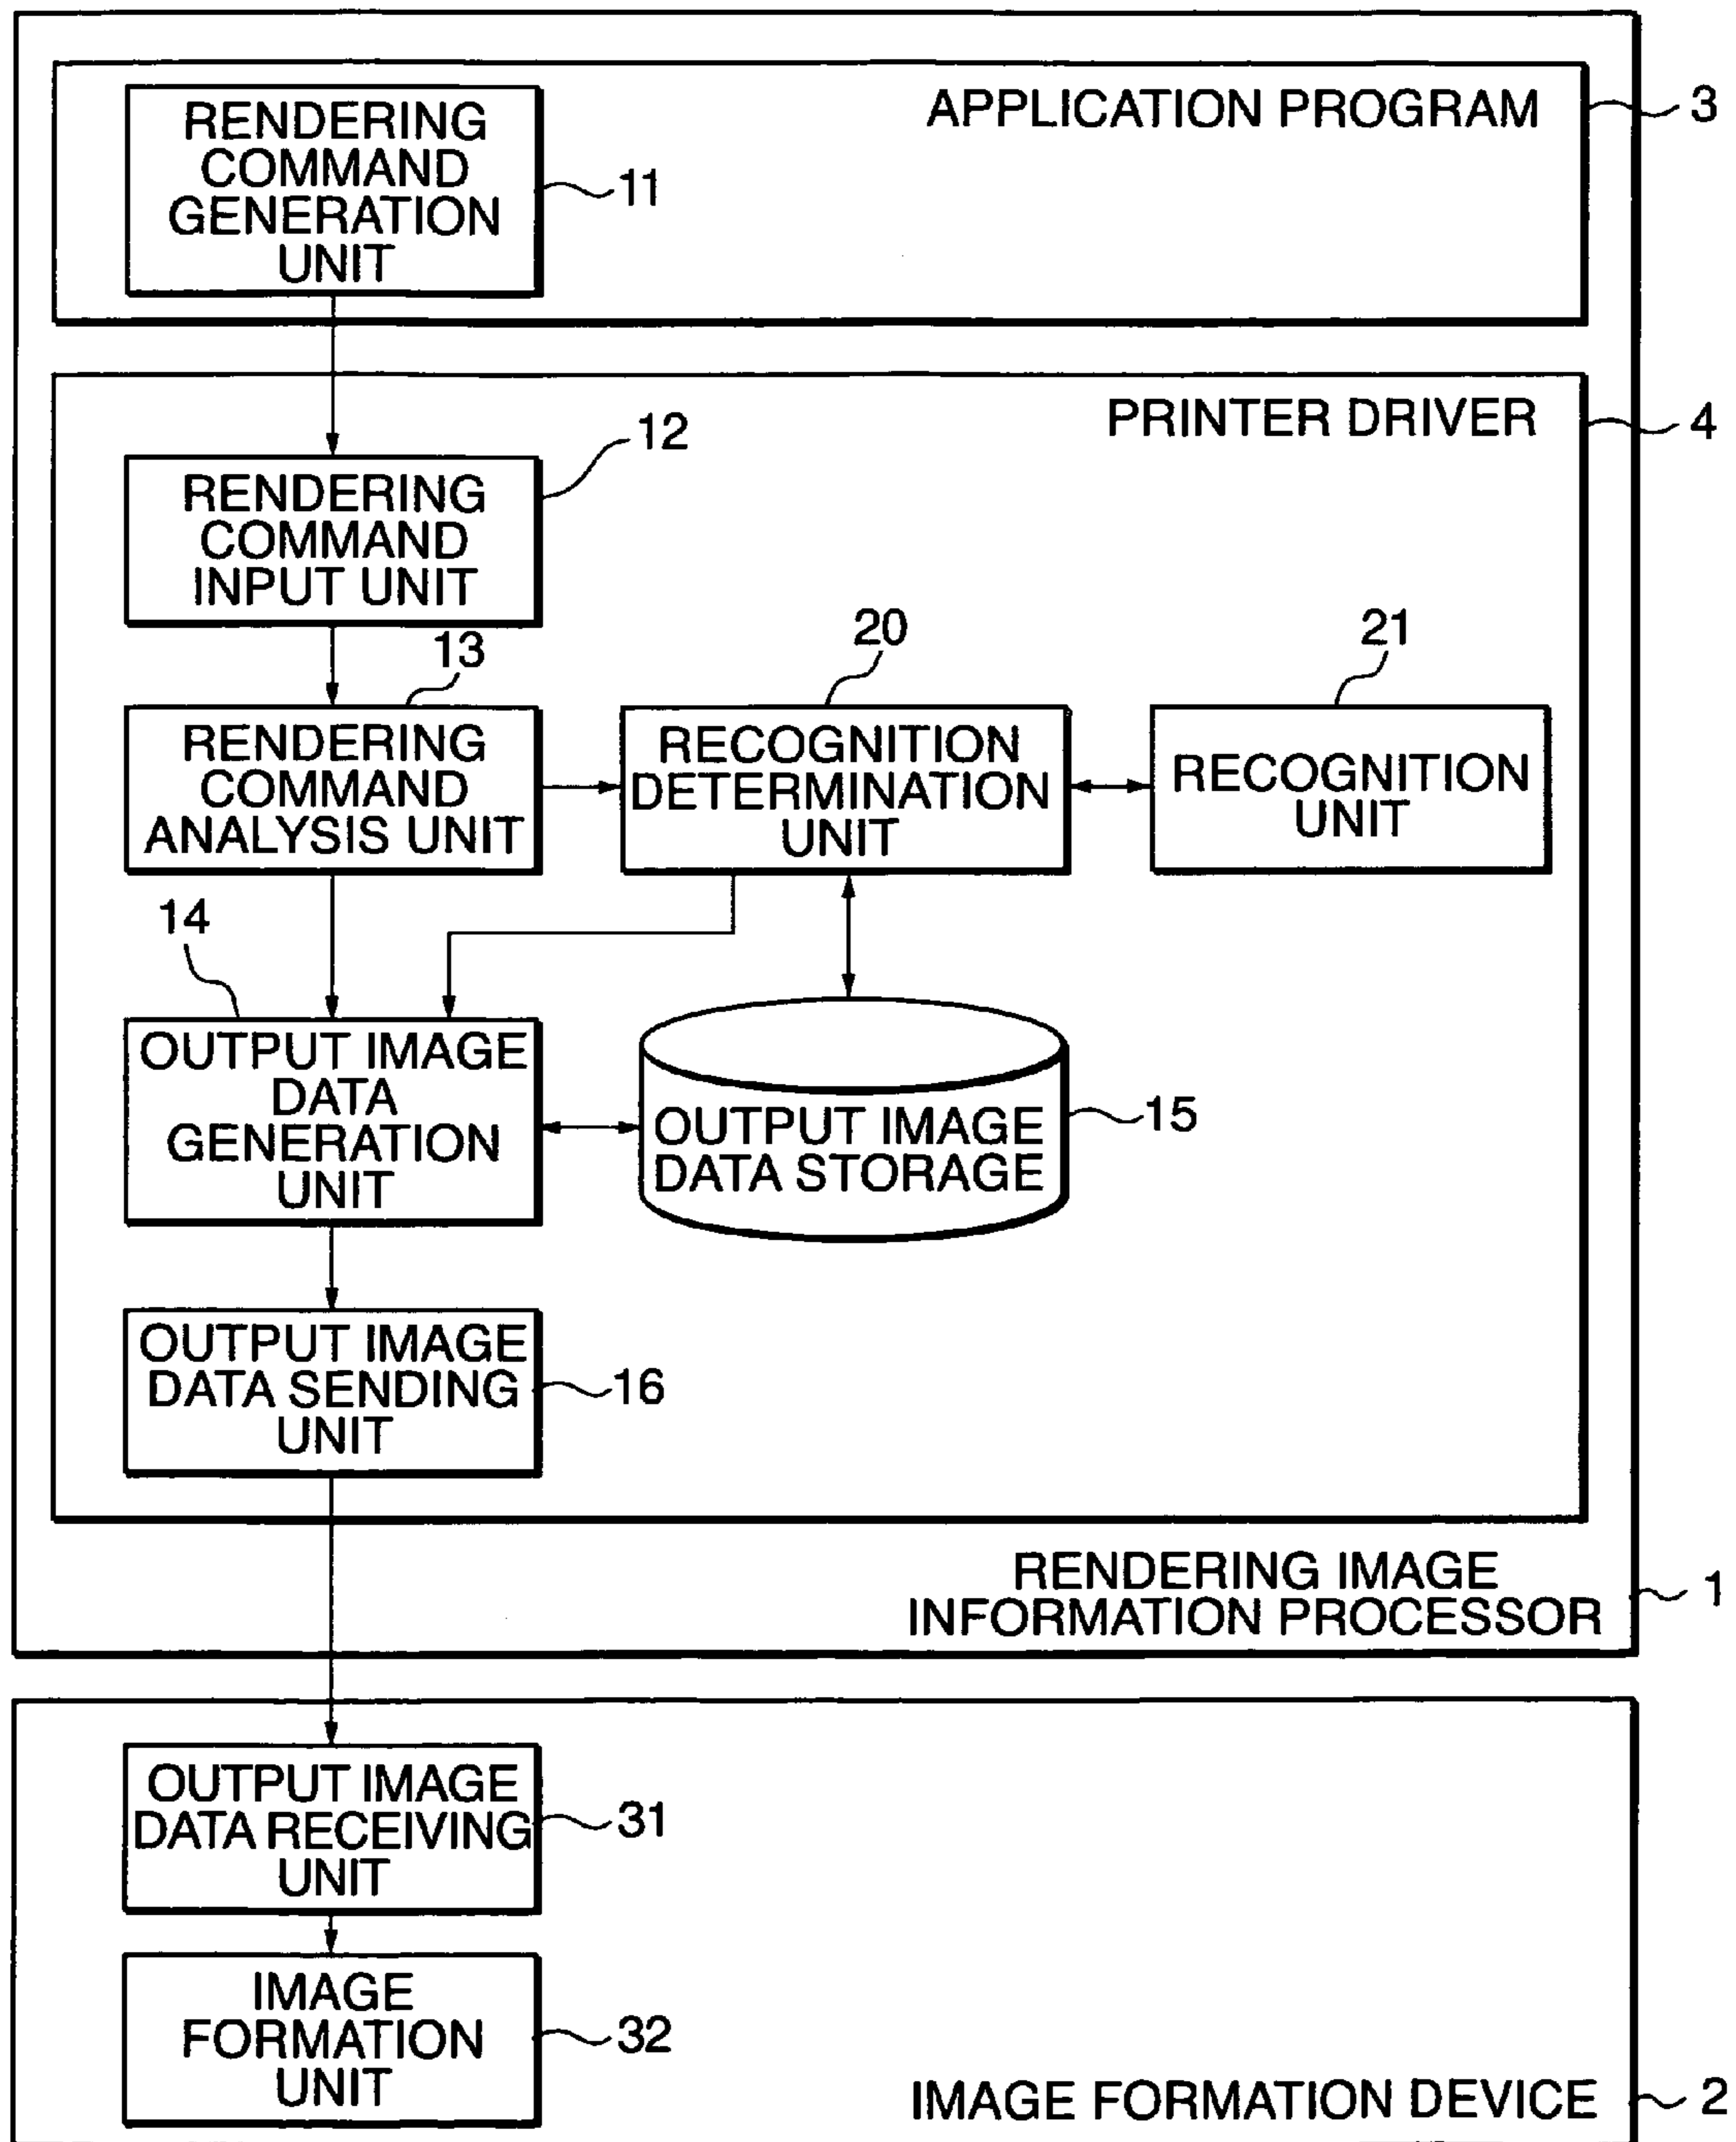 RENDERING
COMMAND
GENERATION
UNIT
11
APPLICATION PROGRAM
3
PRINTER DRIVER
4
12
RENDERING
COMMAND
INPUT UNIT
13
RENDERING
COMMAND
ANALYSIS UNIT
20
RECOGNITION
DETERMINATION
UNIT
21
RECOGNITION
UNIT
14
OUTPUT IMAGE
DATA
GENERATION
UNIT
OUTPUT IMAGE
DATA STORAGE
15
OUTPUT IMAGE
DATA SENDING
UNIT
16
RENDERING IMAGE
INFORMATION PROCESSOR
1
OUTPUT IMAGE
DATA RECEIVING
UNIT
31
IMAGE
FORMATION
UNIT
32
IMAGE FORMATION DEVICE
2